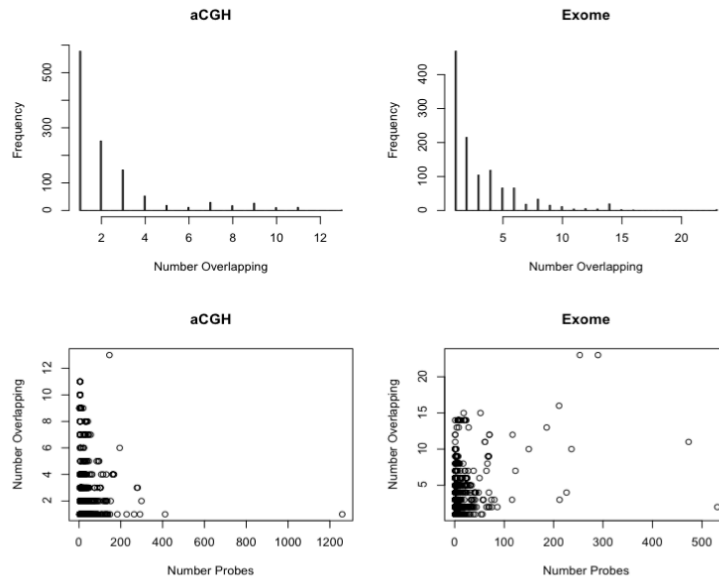 aCGH
Exome
Frequency
0 100 300 500
2 4 6 8 10 12
Number Overlapping
Frequency
0 100 200 300 400
5 10 15 20
Number Overlapping
aCGH
Exome
Number Overlapping
2 4 6 8 10 12
0 200 400 600 800 1000 1200
Number Probes
Number Overlapping
5 10 15 20
0 100 200 300 400 500
Number Probes